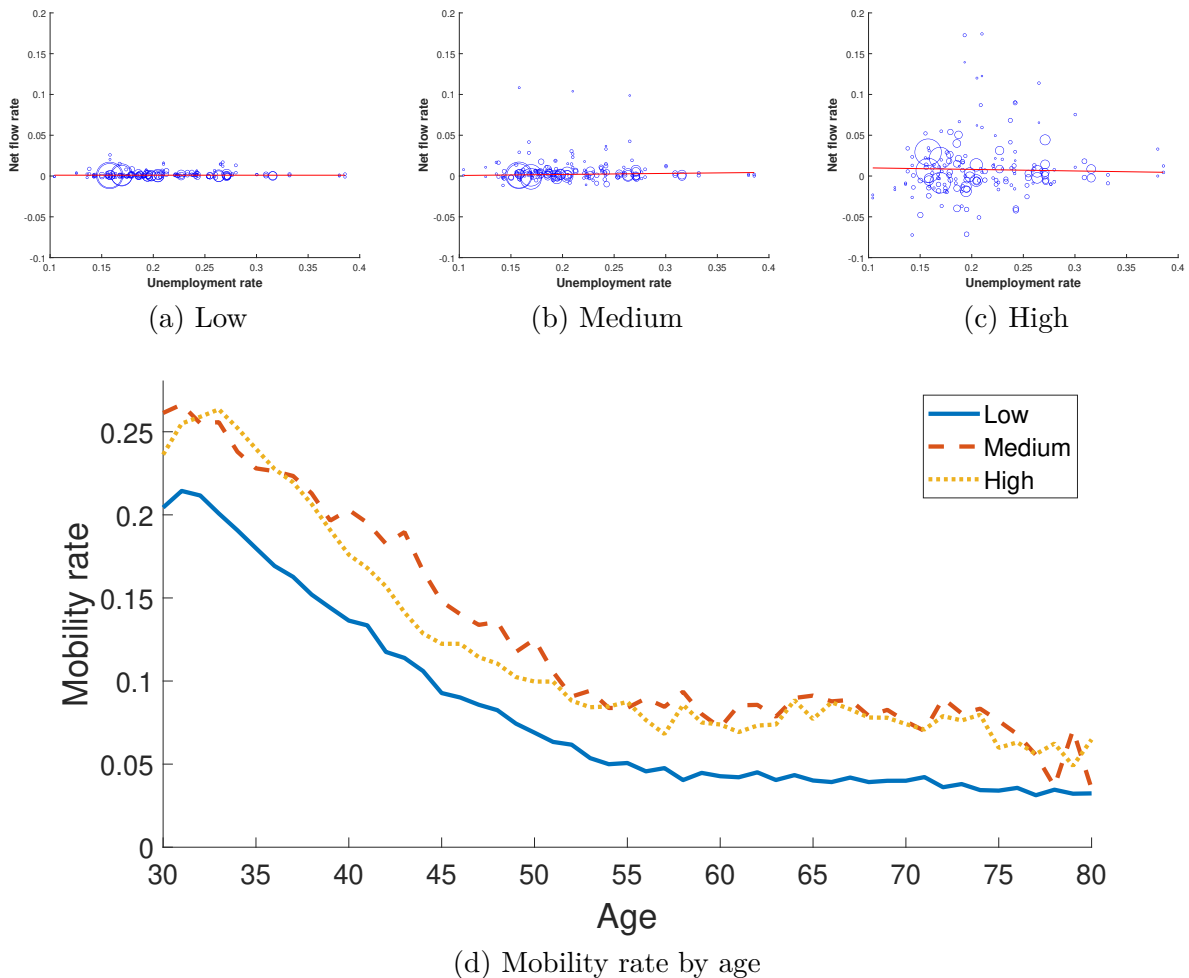 0.2
0.15
0.1
0.05
0
-0.05
-0.1
Net flow rate
0.1 0.15 0.2 0.25 0.3 0.35 0.4
Unemployment rate
(a) Low
0.2
0.15
0.1
0.05
0
-0.05
-0.1
Net flow rate
0.1 0.15 0.2 0.25 0.3 0.35 0.4
Unemployment rate
(b) Medium
0.2
0.15
0.1
0.05
0
-0.05
-0.1
Net flow rate
0.1 0.15 0.2 0.25 0.3 0.35 0.4
Unemployment rate
(c) High
0.25
0.2
0.15
0.1
0.05
0
Mobility rate
Low
Medium
High
30 35 40 45 50 55 60 65 70 75 80
Age
(d) Mobility rate by age